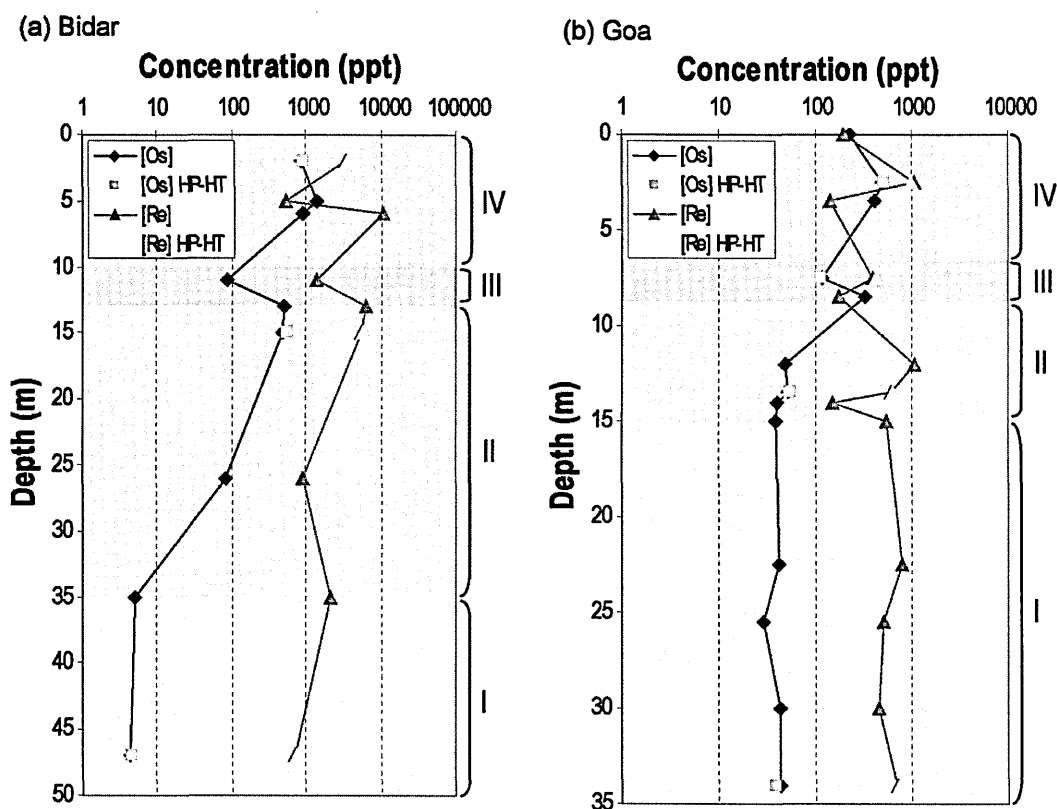 (a) Bidar
Concentration (ppt)
1 10 100 1000 10000 100000
[Os]
[Os] HP-HT
[Re]
[Re] HP-HT
Depth (m)
0
5
10
15
20
25
30
35
40
45
50
IV
III
II
I
(b) Goa
Concentration (ppt)
1 10 100 1000 10000
[Os]
[Os] HP-HT
[Re]
[Re] HP-HT
Depth (m)
0
5
10
15
20
25
30
35
IV
III
II
I